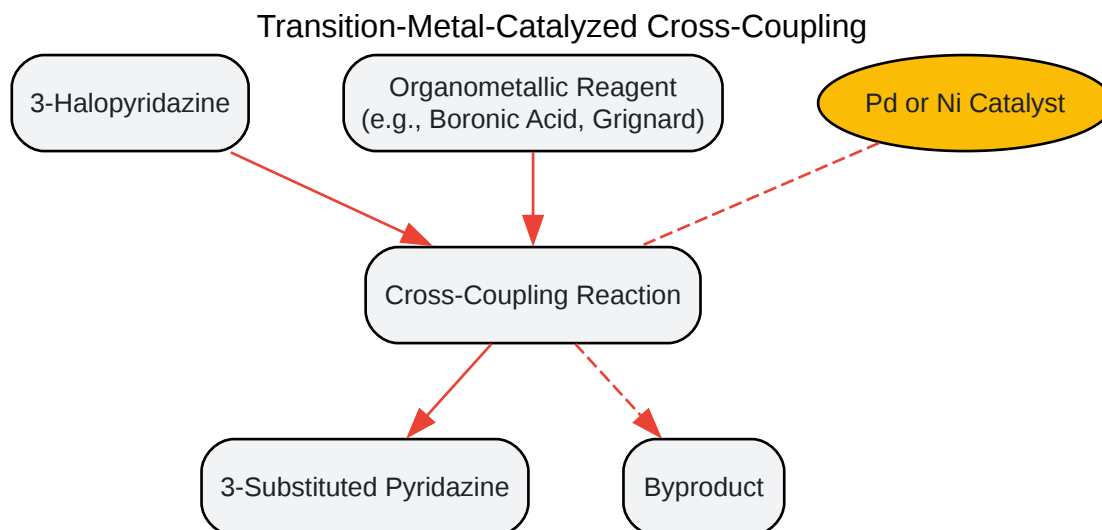 Transition-Metal-Catalyzed Cross-Coupling
3-Halopyridazine
Organometallic Reagent
(e.g., Boronic Acid, Grignard)
Pd or Ni Catalyst
Cross-Coupling Reaction
3-Substituted Pyridazine
Byproduct